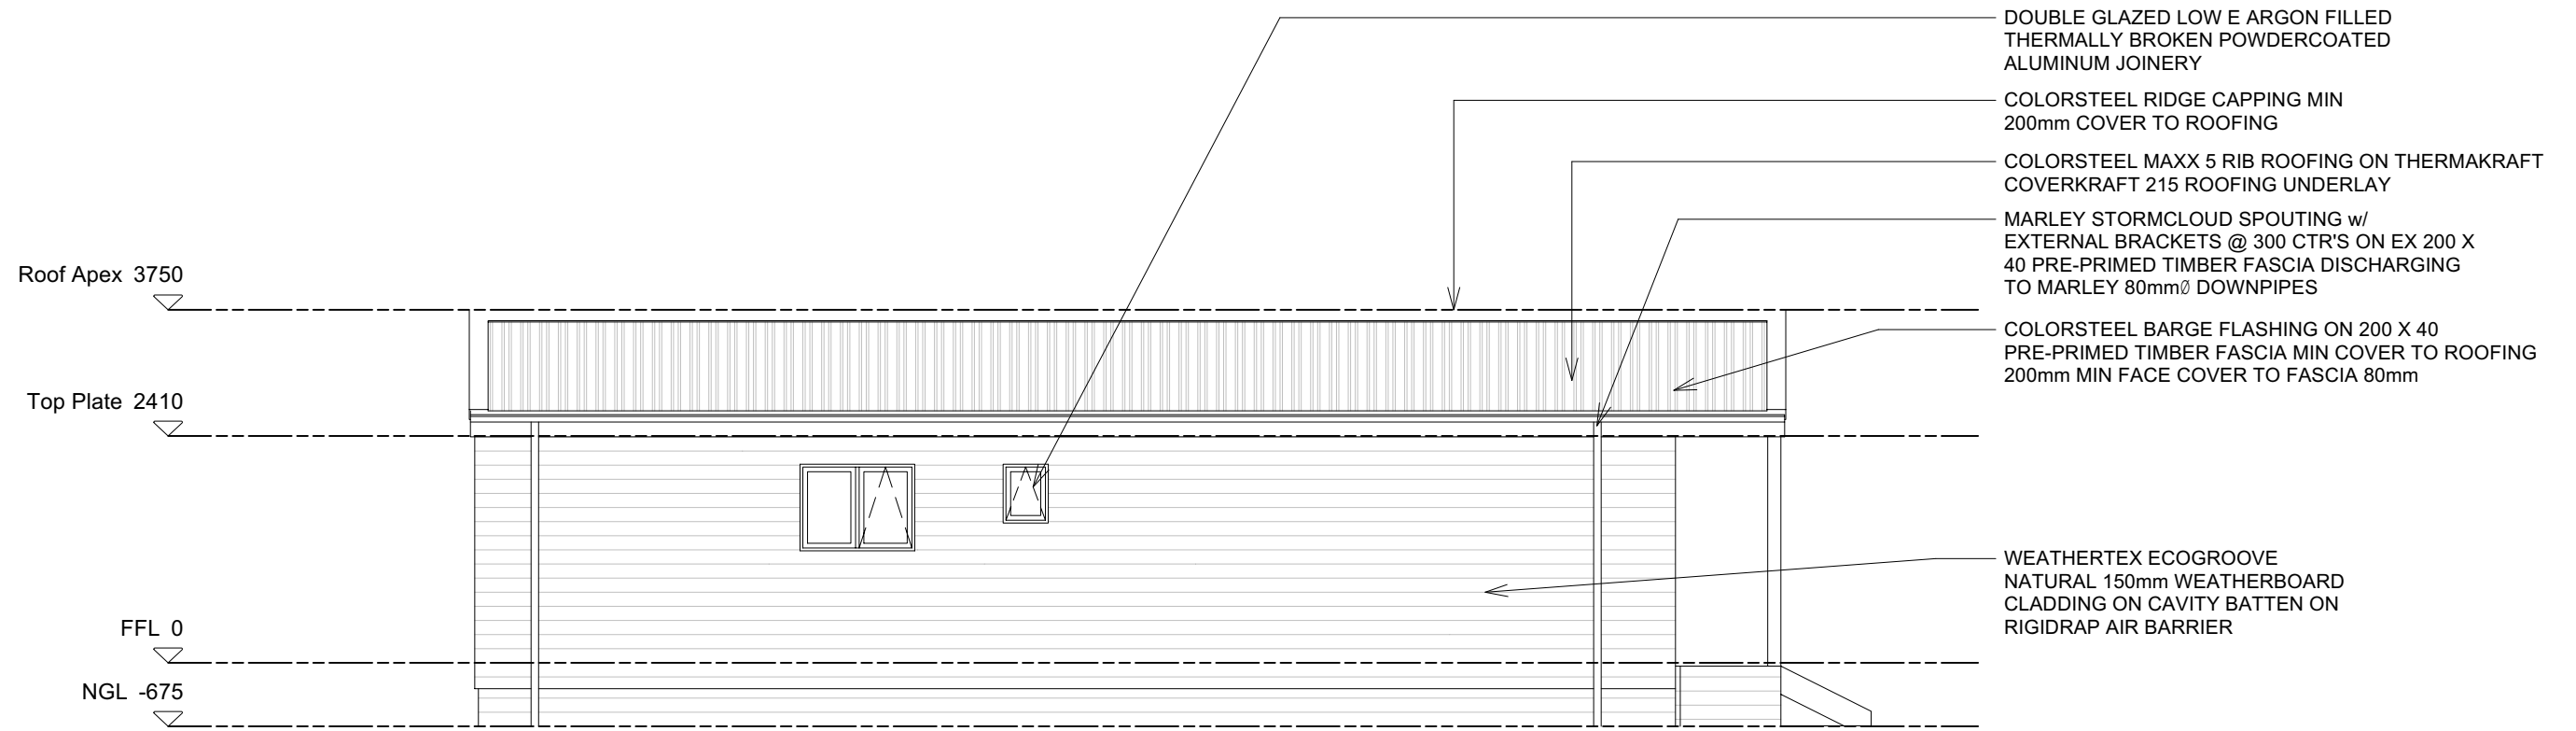 DOUBLE GLAZED LOW E ARGON FILLED
THERMALLY BROKEN POWDERCOATED
ALUMINUM JOINERY
COLORSTEEL RIDGE CAPPING MIN
200mm COVER TO ROOFING
COLORSTEEL MAXX 5 RIB ROOFING ON THERMAKRAFT
COVERKRAFT 215 ROOFING UNDERLAY
MARLEY STORMCLOUD SPOUTING w/
EXTERNAL BRACKETS @ 300 CTR'S ON EX 200 X
40 PRE-PRIMED TIMBER FASCIA DISCHARGING
TO MARLEY 80mmØ DOWNPIPES
COLORSTEEL BARGE FLASHING ON 200 X 40
PRE-PRIMED TIMBER FASCIA MIN COVER TO ROOFING
200mm MIN FACE COVER TO FASCIA 80mm
WEATHERTEX ECOGROOVE
NATURAL 150mm WEATHERBOARD
CLADDING ON CAVITY BATTEN ON
RIGIDRAP AIR BARRIER
Roof Apex 3750
Top Plate 2410
FFL 0
NGL -675